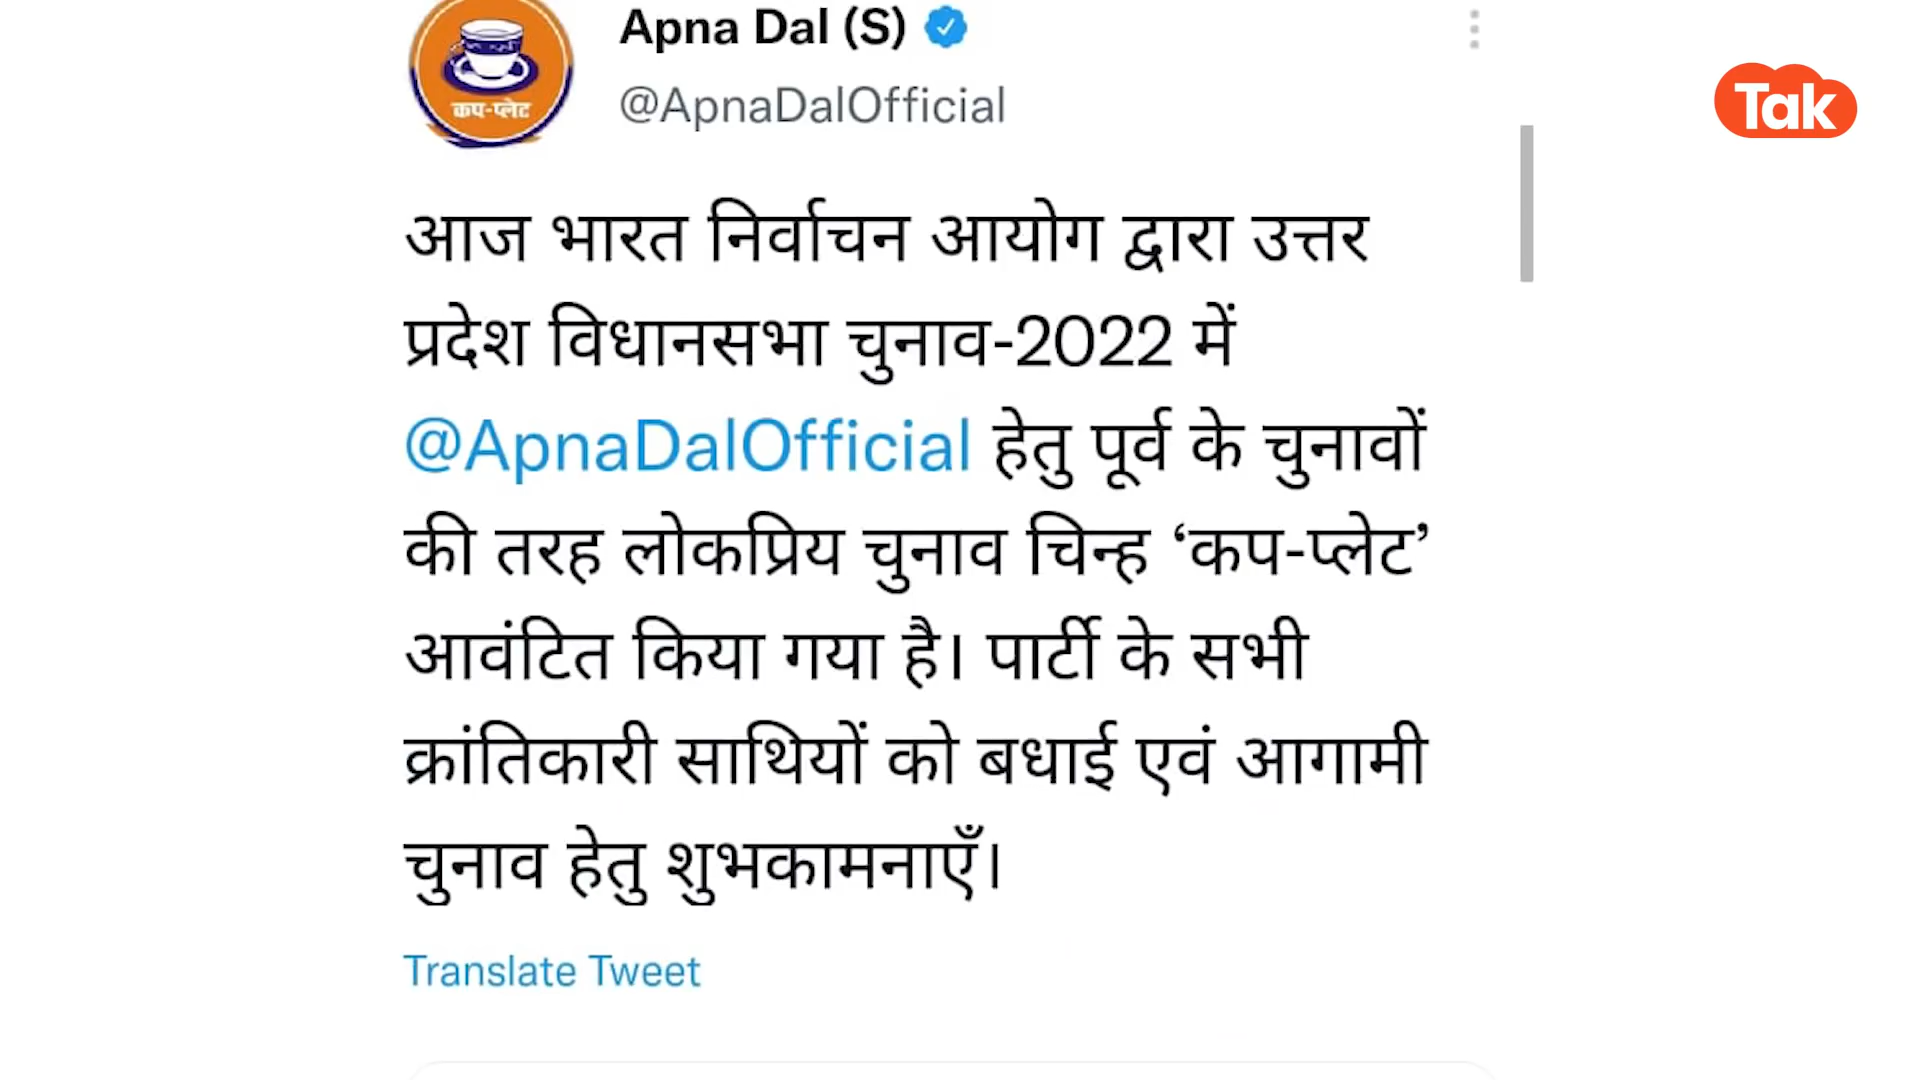 Apna Dal (S)
@ApnaDalOfficial
कप-प्लेट
Tak
आज भारत निर्वाचन आयोग द्वारा उत्तर
प्रदेश विधानसभा चुनाव-2022 में
@ApnaDalOfficial हेतु पूर्व के चुनावों
की तरह लोकप्रिय चुनाव चिन्ह ‘कप-प्लेट’
आवंटित किया गया है। पार्टी के सभी
क्रांतिकारी साथियों को बधाई एवं आगामी
चुनाव हेतु शुभकामनाएँ।
Translate Tweet